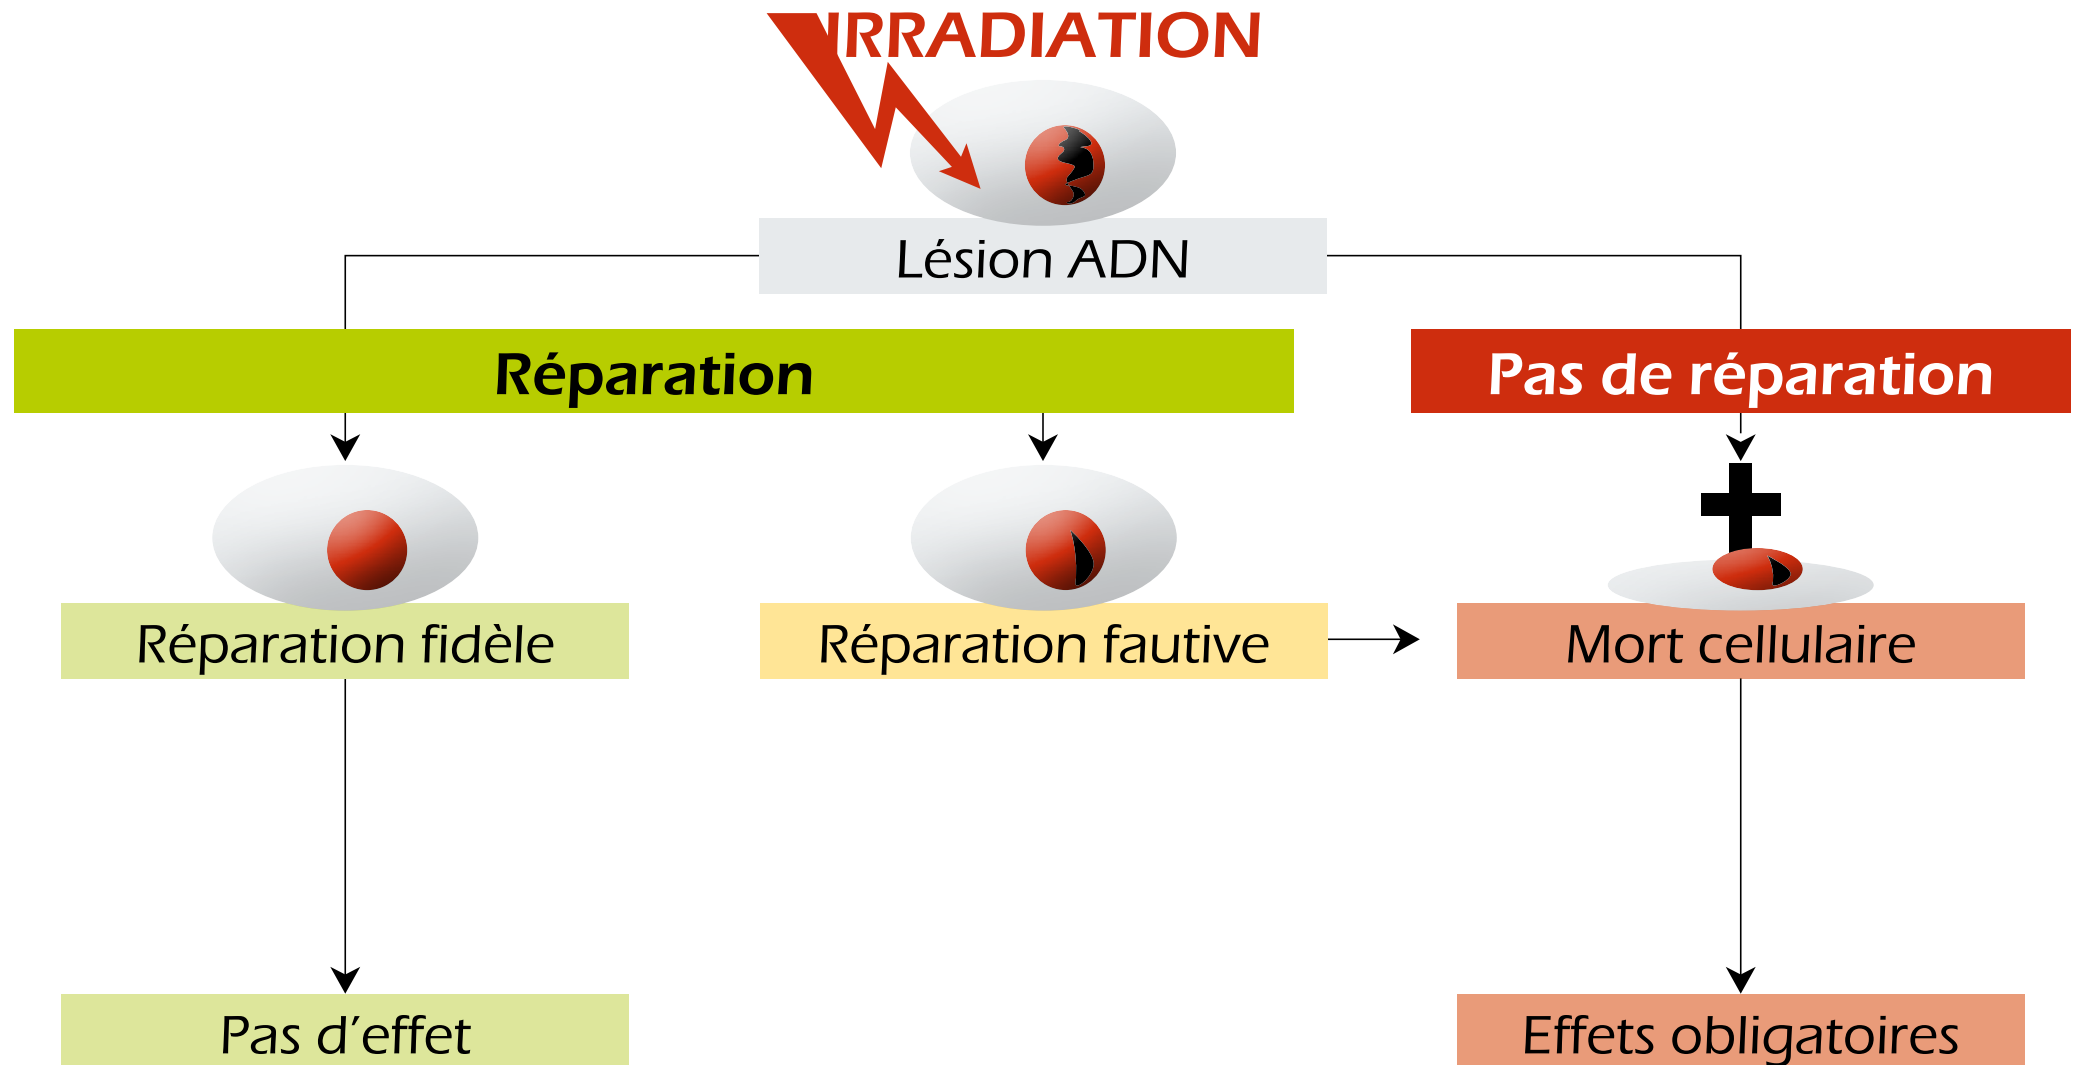 IRRADIATION
Lésion ADN
Réparation
Pas de réparation
Réparation fidèle
Réparation fautive
Mort cellulaire
Pas d’effet
Effets obligatoires